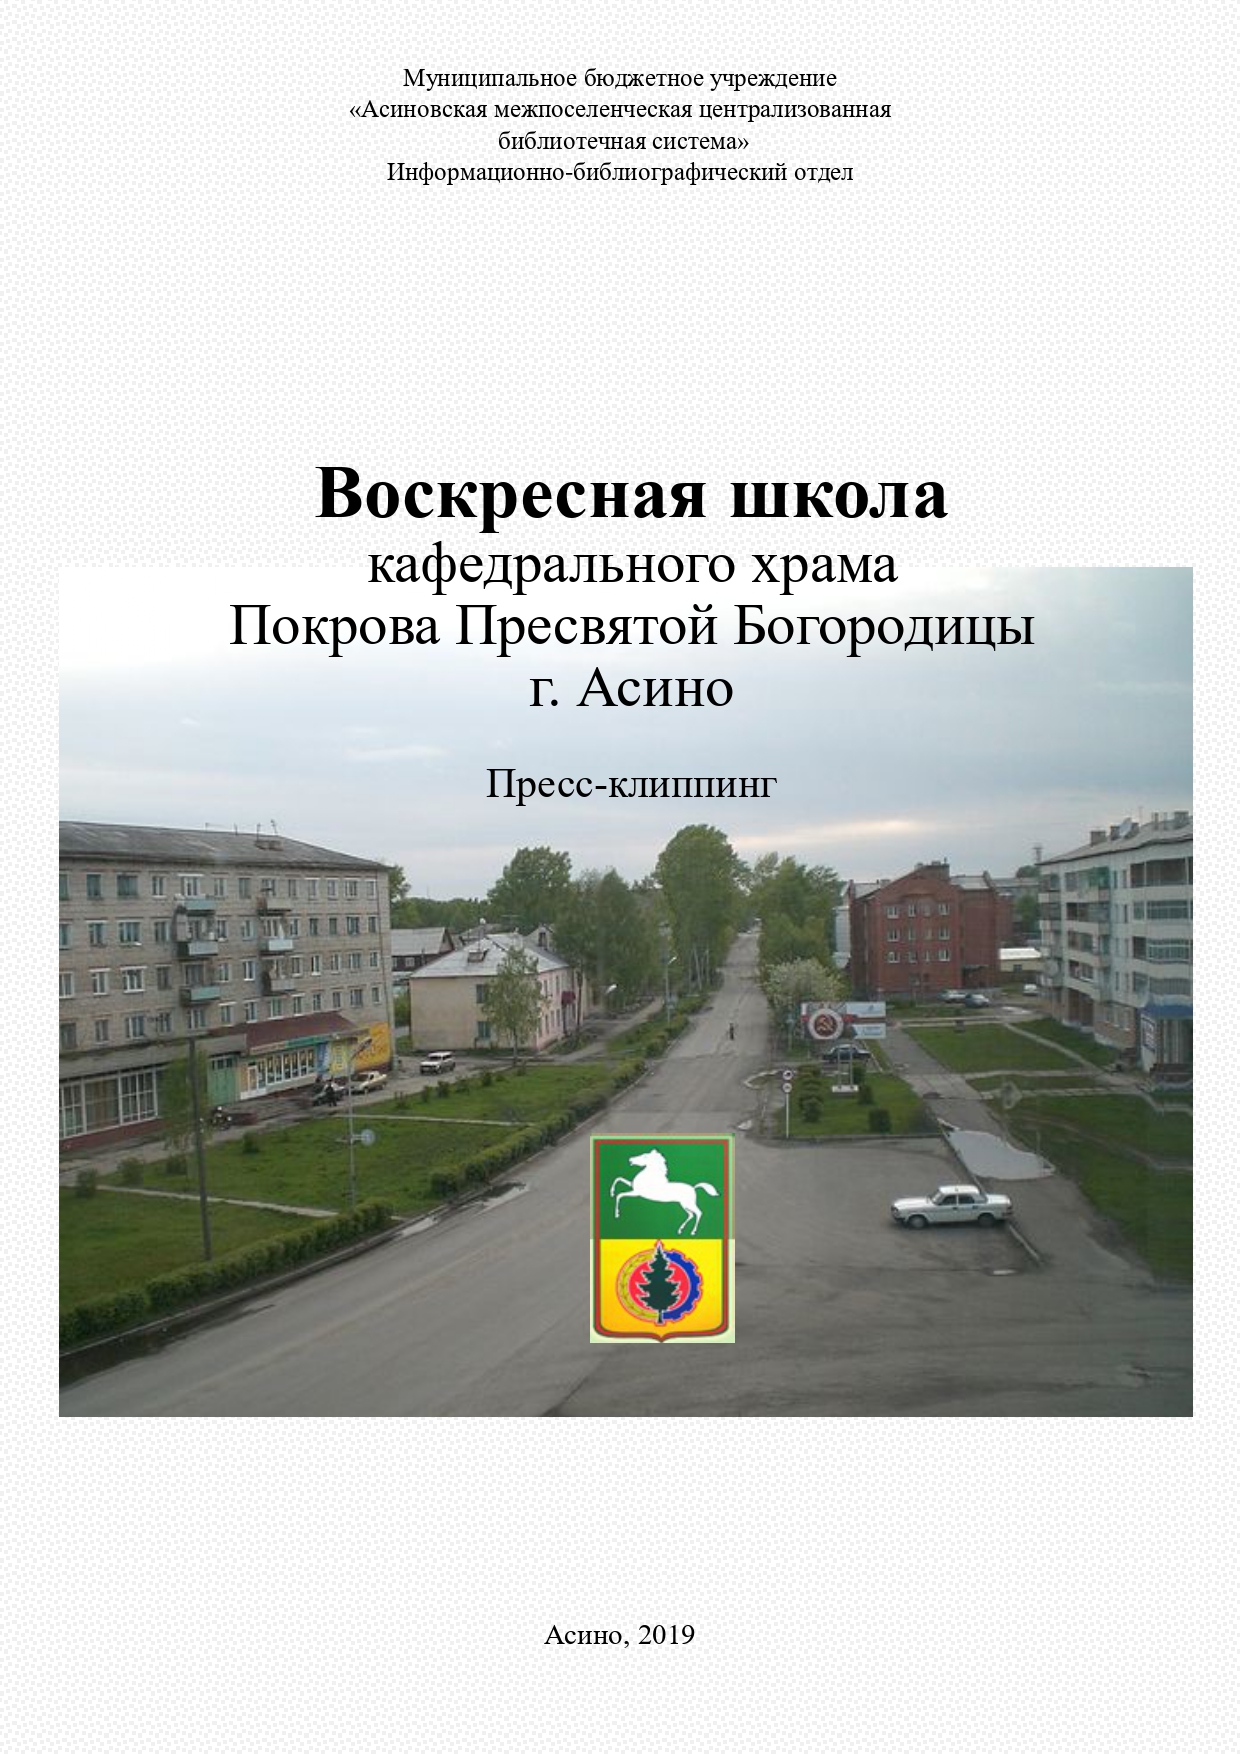 Муниципальное бюджетное учреждение
«Асиновская межпоселенческая централизованная
библиотечная система»
Информационно-библиографический отдел
Воскресная школа
кафедрального храма
Покрова Пресвятой Богородицы
г. Асино
Пресс-клиппинг
Асино, 2019